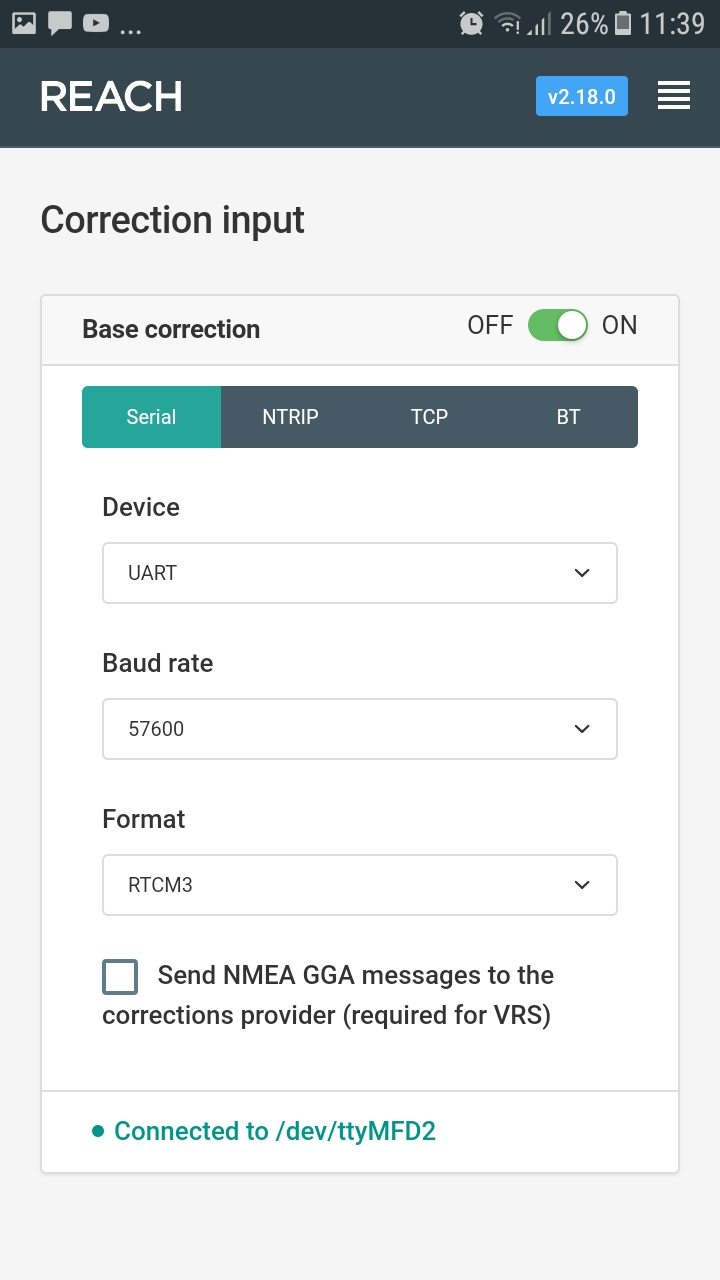 ... 26% 11:39
REACH v2.18.0
Correction input
Base correction OFF ON
Serial NTRIP TCP BT
Device
UART
Baud rate
57600
Format
RTCM3
Send NMEA GGA messages to the
corrections provider (required for VRS)
Connected to /dev/ttyMFD2